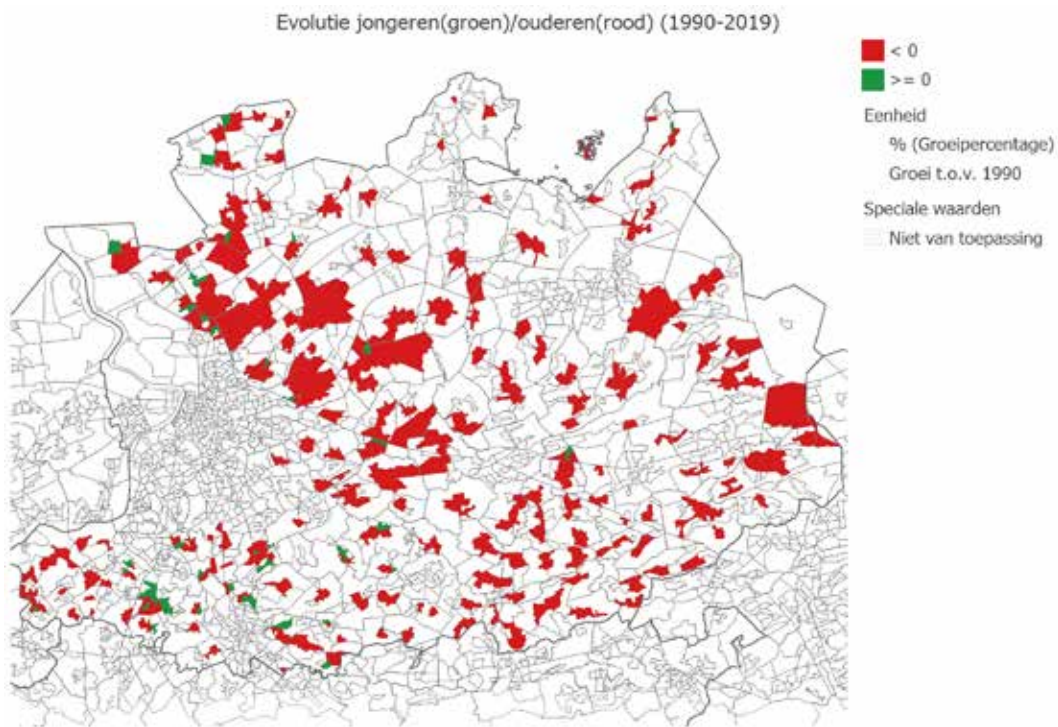 Evolutie jongeren(groen)/ouderen(rood) (1990-2019)
< 0
>= 0
Eenheid
% (Groeipercentage)
Groei t.o.v. 1990
Speciale waarden
Niet van toepassing